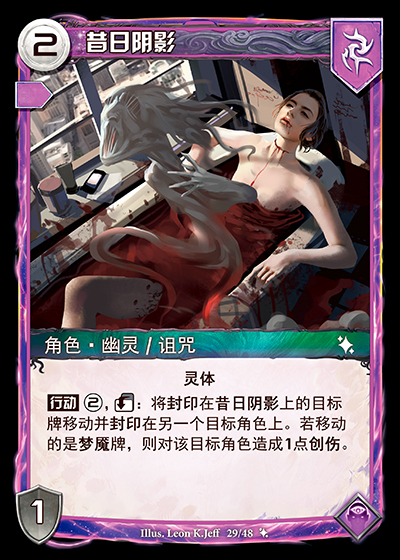 2
昔日阴影
角色·幽灵 / 诅咒
灵体
行动 2, : 将封印在昔日阴影上的目标
牌移动并封印在另一个目标角色上。若移动
的是梦魇牌，则对该目标角色造成1点创伤。
1
Illus. Leon K.Jeff 29/48